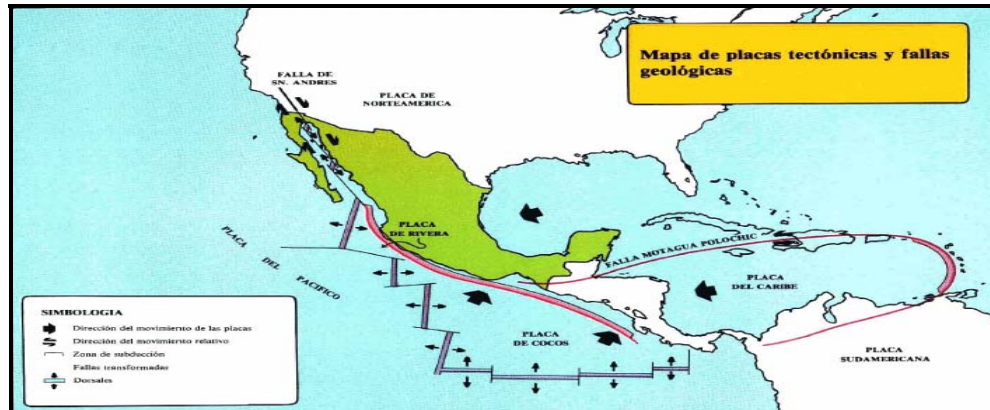 Mapa de placas tectónicas y fallas
geológicas
FALLA DE
SN. ANDRES
PLACA DE
NORTEAMERICA
PLACA
DE RIVERA
FALLA MOTAGUA POLOCHIC
PLACA
DEL PACIFICO
PLACA
DEL CARIBE
PLACA
DE COCOS
PLACA
SUDAMERICANA
SIMBOLOGIA
Dirección del movimiento de las placas
Dirección del movimiento relativo
Zona de subducción
Fallas transformadar
Dorsales